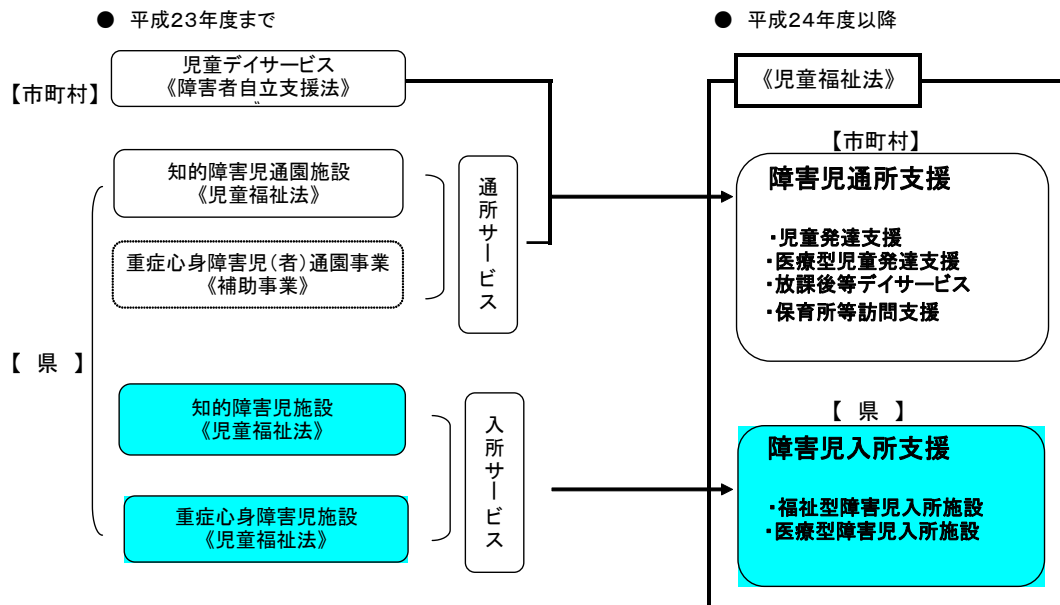 ● 平成23年度まで
【市町村】
児童デイサービス
《障害者自立支援法》
知的障害児通園施設
《児童福祉法》
重症心身障害児(者)通園事業
《補助事業》
通所サービス
【 県 】
知的障害児施設
《児童福祉法》
重症心身障害児施設
《児童福祉法》
入所サービス
● 平成24年度以降
《児童福祉法》
【市町村】
障害児通所支援
・児童発達支援
・医療型児童発達支援
・放課後等デイサービス
・保育所等訪問支援
【 県 】
障害児入所支援
・福祉型障害児入所施設
・医療型障害児入所施設